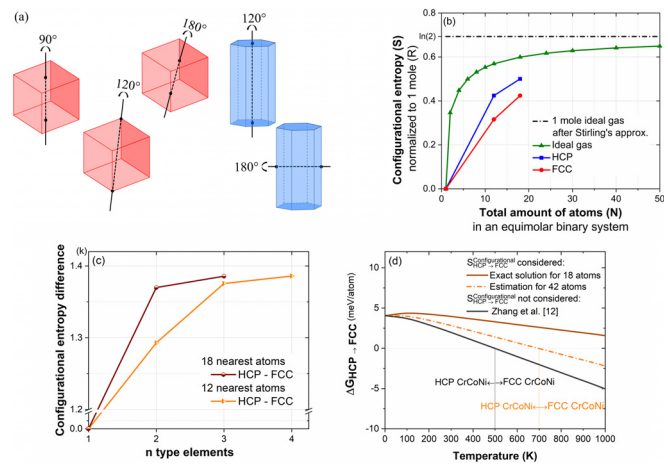 (a)
90°
180°
120°
120°
180°
(b)
Configurational entropy (S)
normalized to 1 mole (R)
ln(2)
0.8
0.6
0.4
0.2
0.0
1 mole ideal gas
after Stirling's approx.
Ideal gas
HCP
FCC
0 10 20 30 40 50
Total amount of atoms (N)
in an equimolar binary system
(k)
(c)
Configurational entropy difference
1.4
1.3
1.2
0.0
18 nearest atoms
HCP - FCC
12 nearest atoms
HCP - FCC
1 2 3 4
n type elements
(d)
ΔG HCP → FCC (meV/atom)
10
5
0
-5
-10
S Configurational HCP → FCC considered:
Exact solution for 18 atoms
Estimation for 42 atoms
S Configurational HCP → FCC not considered:
Zhang et al. [12]
HCP CrCoNi ↔ FCC CrCoNi
HCP CrCoNi ↔ FCC CrCoNi
0 100 200 300 400 500 600 700 800 900 1000
Temperature (K)